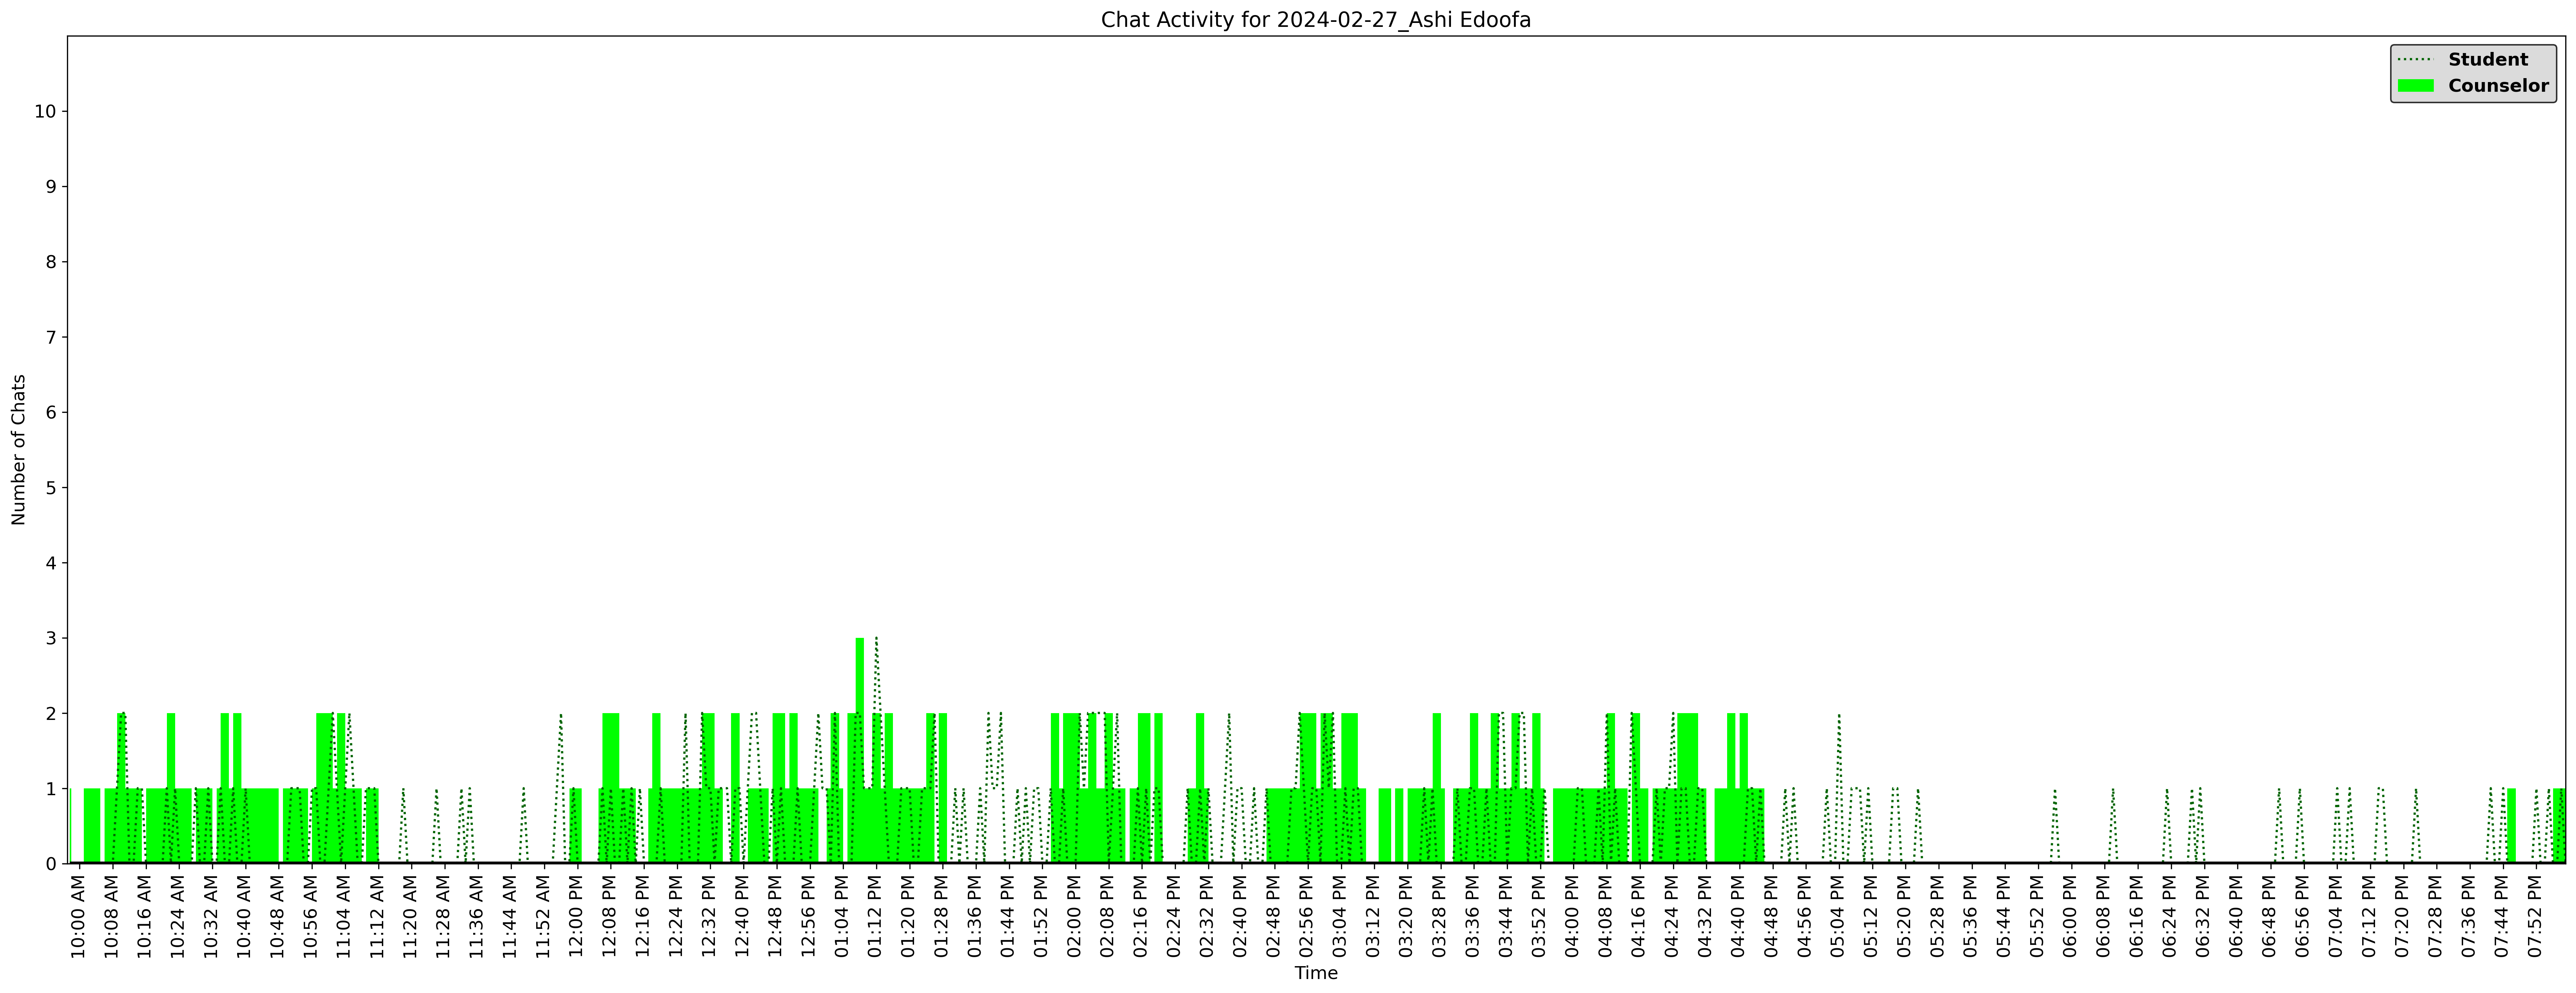 Chat Activity for 2024-02-27_Ashi Edoofa
Student
Counselor
Number of Chats
10
9
8
7
6
5
4
3
2
1
0
10:00 AM
10:08 AM
10:16 AM
10:24 AM
10:32 AM
10:40 AM
10:48 AM
10:56 AM
11:04 AM
11:12 AM
11:20 AM
11:28 AM
11:36 AM
11:44 AM
11:52 AM
12:00 PM
12:08 PM
12:16 PM
12:24 PM
12:32 PM
12:40 PM
12:48 PM
12:56 PM
01:04 PM
01:12 PM
01:20 PM
01:28 PM
01:36 PM
01:44 PM
01:52 PM
02:00 PM
02:08 PM
02:16 PM
02:24 PM
02:32 PM
02:40 PM
02:48 PM
02:56 PM
03:04 PM
03:12 PM
03:20 PM
03:28 PM
03:36 PM
03:44 PM
03:52 PM
04:00 PM
04:08 PM
04:16 PM
04:24 PM
04:32 PM
04:40 PM
04:48 PM
04:56 PM
05:04 PM
05:12 PM
05:20 PM
05:28 PM
05:36 PM
05:44 PM
05:52 PM
06:00 PM
06:08 PM
06:16 PM
06:24 PM
06:32 PM
06:40 PM
06:48 PM
06:56 PM
07:04 PM
07:12 PM
07:20 PM
07:28 PM
07:36 PM
07:44 PM
07:52 PM
Time